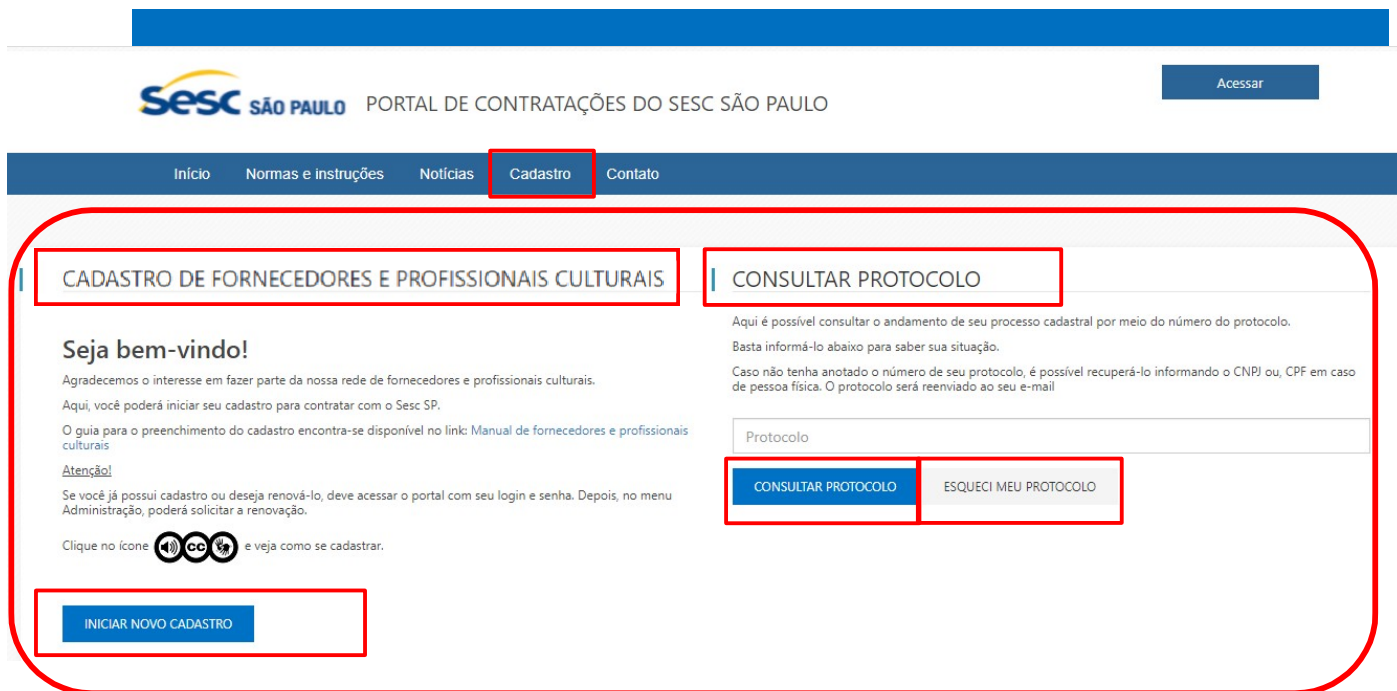 Acessar
Sesc SÃO PAULO PORTAL DE CONTRATAÇÕES DO SESC SÃO PAULO
Início Normas e instruções Notícias Cadastro Contato
CADASTRO DE FORNECEDORES E PROFISSIONAIS CULTURAIS
Seja bem-vindo!
Agradecemos o interesse em fazer parte da nossa rede de fornecedores e profissionais culturais.
Aqui, você poderá iniciar seu cadastro para contratar com o Sesc SP.
O guia para o preenchimento do cadastro encontra-se disponível no link: Manual de fornecedores e profissionais
culturais
Atenção!
Se você já possui cadastro ou deseja renová-lo, deve acessar o portal com seu login e senha. Depois, no menu
Administração, poderá solicitar a renovação.
Clique no ícone CC e veja como se cadastrar.
INICIAR NOVO CADASTRO
CONSULTAR PROTOCOLO
Aqui é possível consultar o andamento de seu processo cadastral por meio do número do protocolo.
Basta informá-lo abaixo para saber sua situação.
Caso não tenha anotado o número de seu protocolo, é possível recuperá-lo informando o CNPJ ou, CPF em caso
de pessoa física. O protocolo será reenviado ao seu e-mail
Protocolo
CONSULTAR PROTOCOLO ESQUECI MEU PROTOCOLO